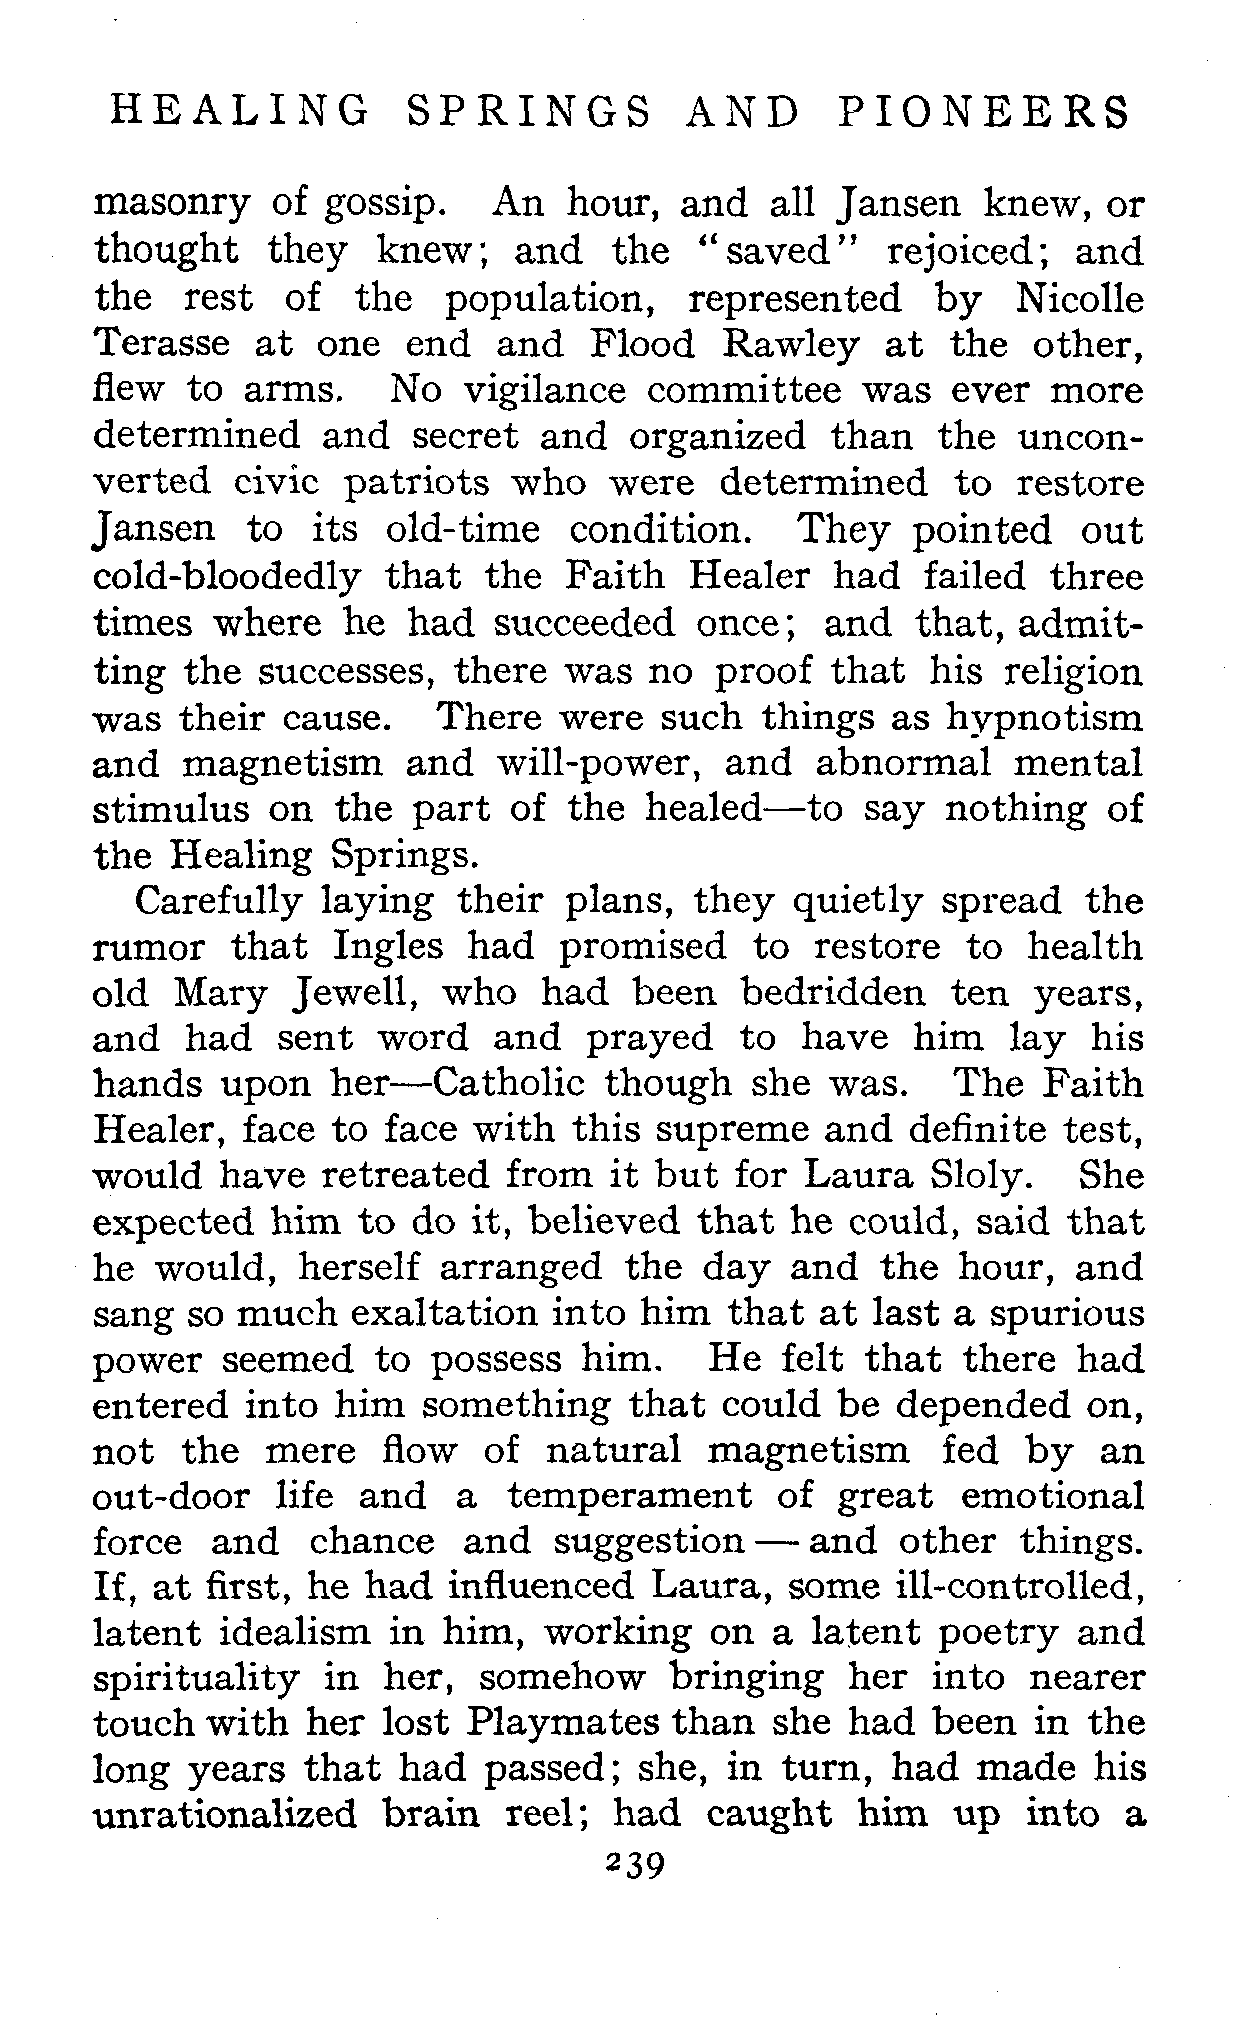 HEALING SPRINGS AND PIONEERS
masonry of gossip. An hour, and all Jansen knew, or
thought they knew; and the “saved” rejoiced; and
the rest of the population, represented by Nicolle
Terasse at one end and Flood Rawley at the other,
flew to arms. No vigilance committee was ever more
determined and secret and organized than the uncon-
verted civic patriots who were determined to restore
Jansen to its old-time condition. They pointed out
cold-bloodedly that the Faith Healer had failed three
times where he had succeeded once; and that, admit-
ting the successes, there was no proof that his religion
was their cause. There were such things as hypnotism
and magnetism and will-power, and abnormal mental
stimulus on the part of the healed—to say nothing of
the Healing Springs.
Carefully laying their plans, they quietly spread the
rumor that Ingles had promised to restore to health
old Mary Jewell, who had been bedridden ten years,
and had sent word and prayed to have him lay his
hands upon her—Catholic though she was. The Faith
Healer, face to face with this supreme and definite test,
would have retreated from it but for Laura Sloly. She
expected him to do it, believed that he could, said that
he would, herself arranged the day and the hour, and
sang so much exaltation into him that at last a spurious
power seemed to possess him. He felt that there had
entered into him something that could be depended on,
not the mere flow of natural magnetism fed by an
out-door life and a temperament of great emotional
force and chance and suggestion — and other things.
If, at first, he had influenced Laura, some ill-controlled,
latent idealism in him, working on a latent poetry and
spirituality in her, somehow bringing her into nearer
touch with her lost Playmates than she had been in the
long years that had passed; she, in turn, had made his
unrationalized brain reel; had caught him up into a
239